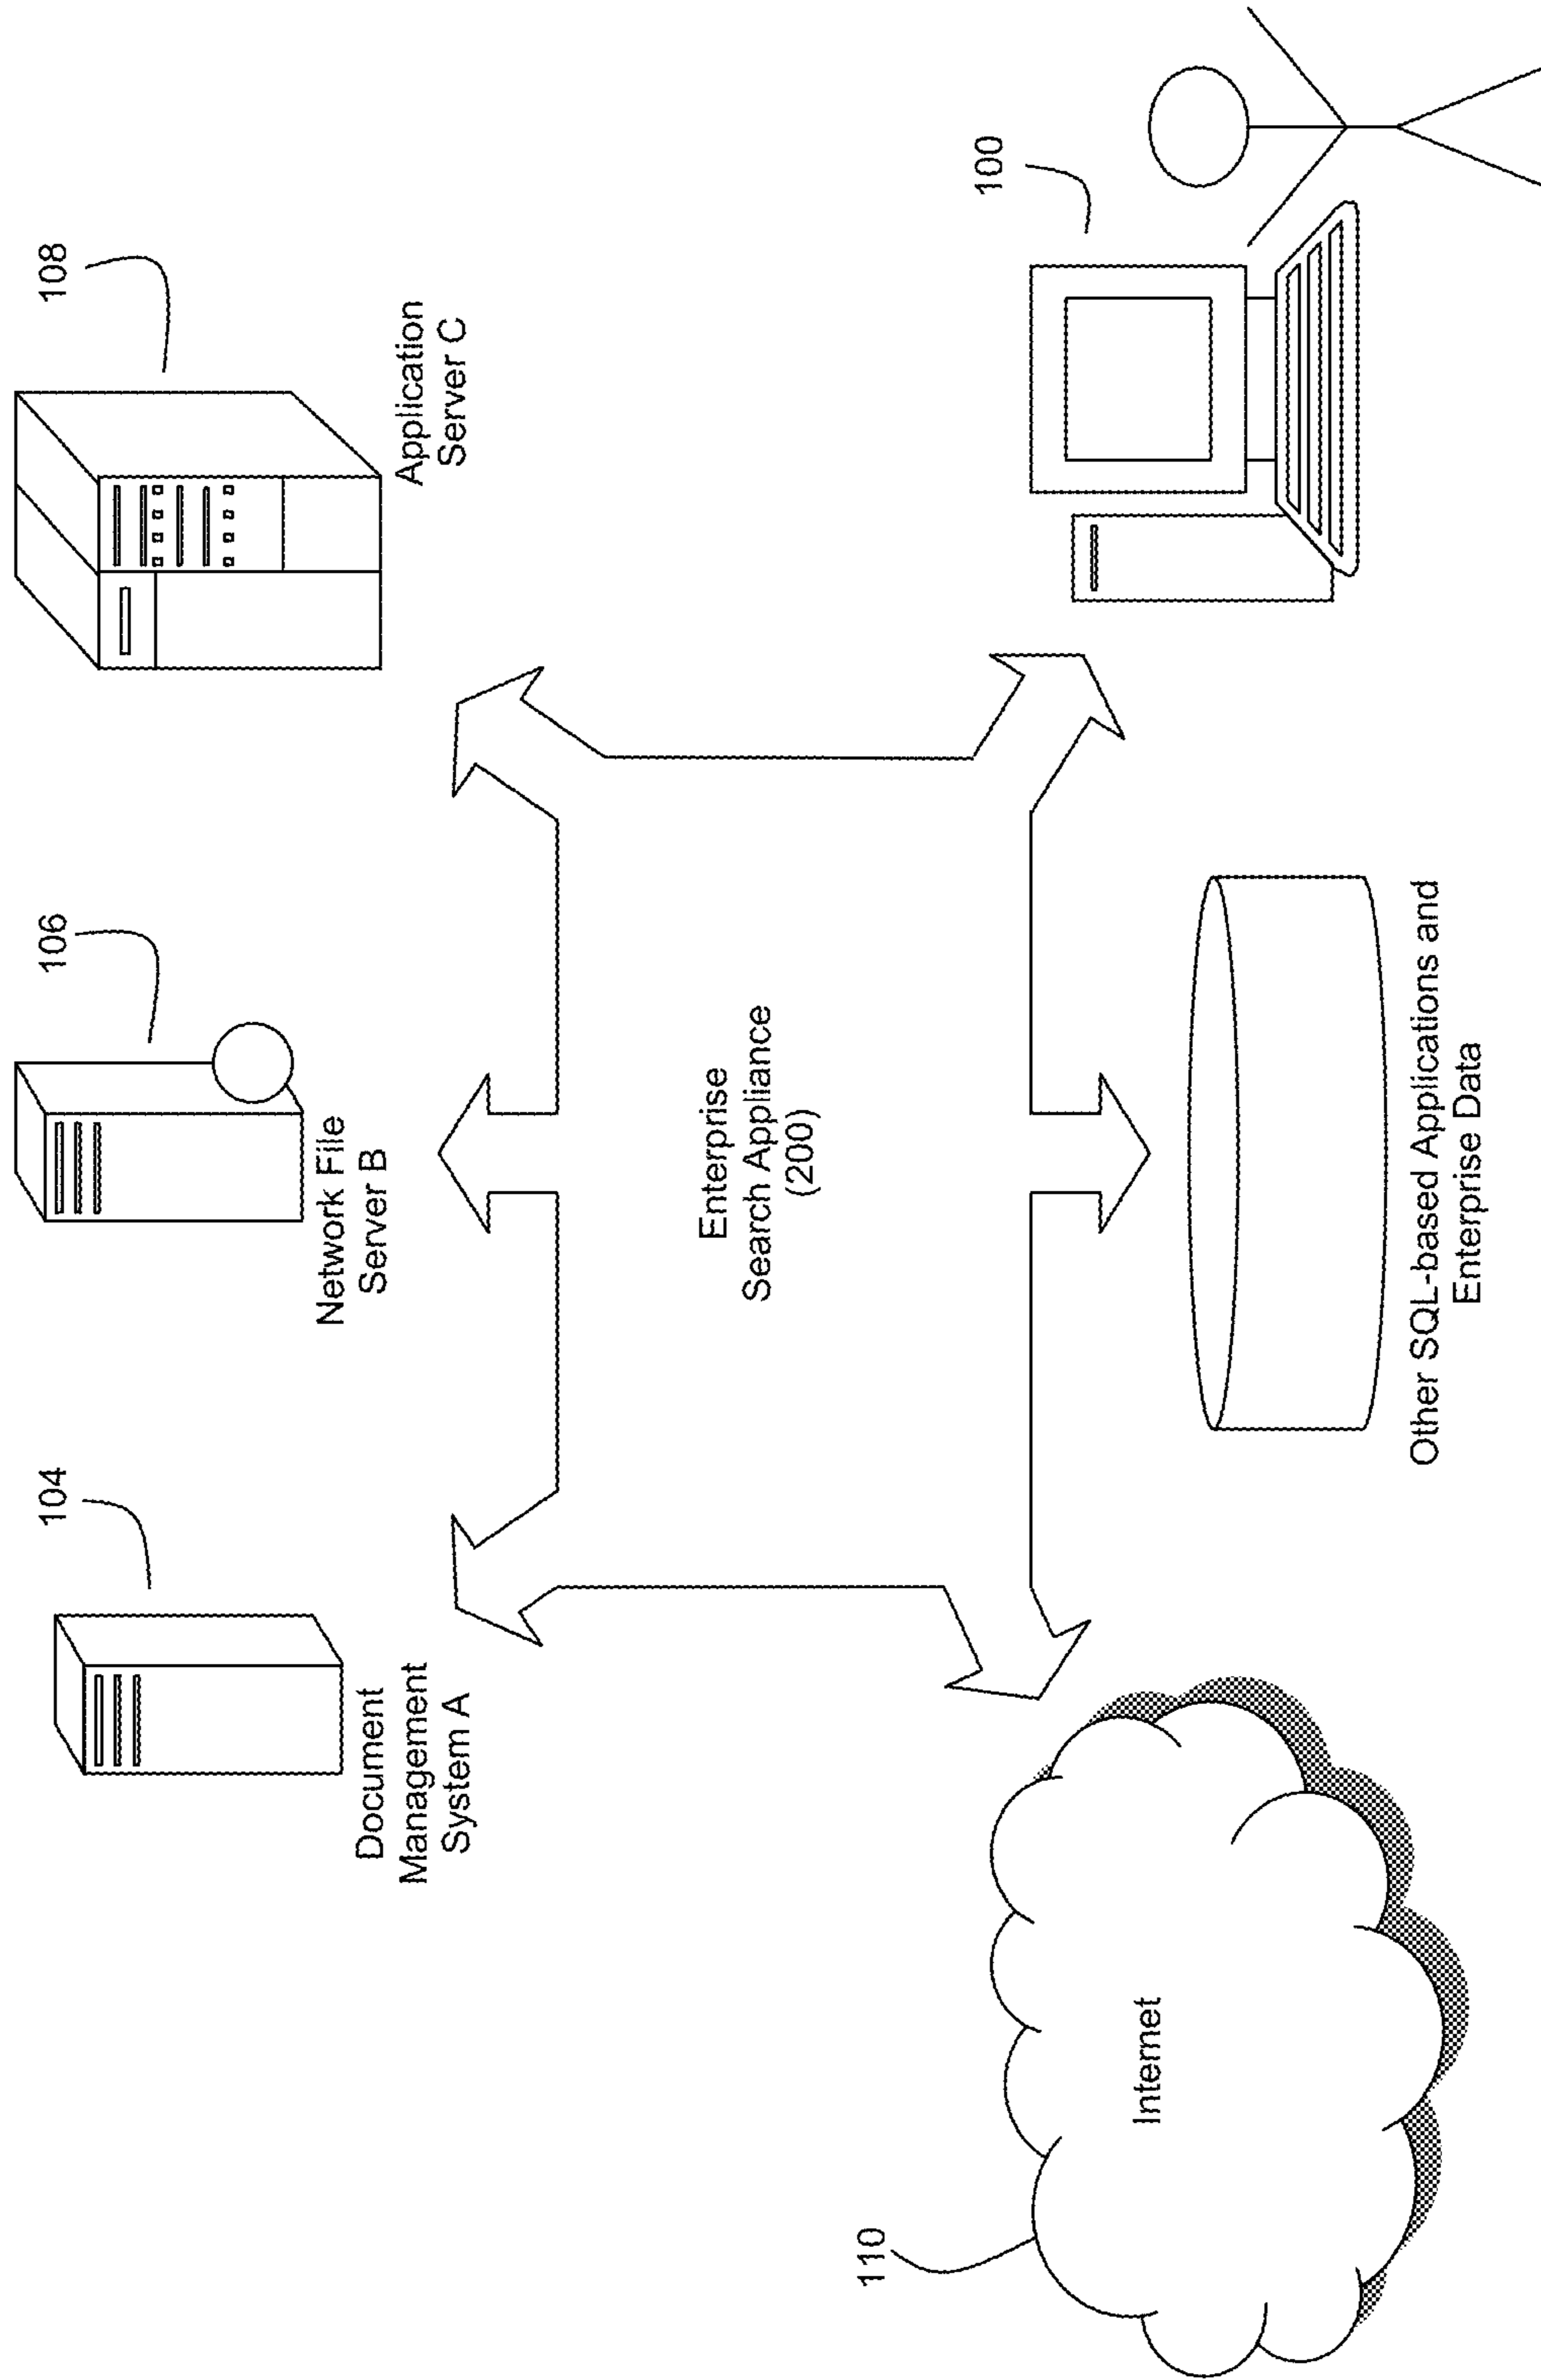 104
Document
Management
System A
106
Network File
Server B
108
Application
Server C
Enterprise
Search Appliance
(200)
110
Internet
Other SQL-based Applications and
Enterprise Data
100